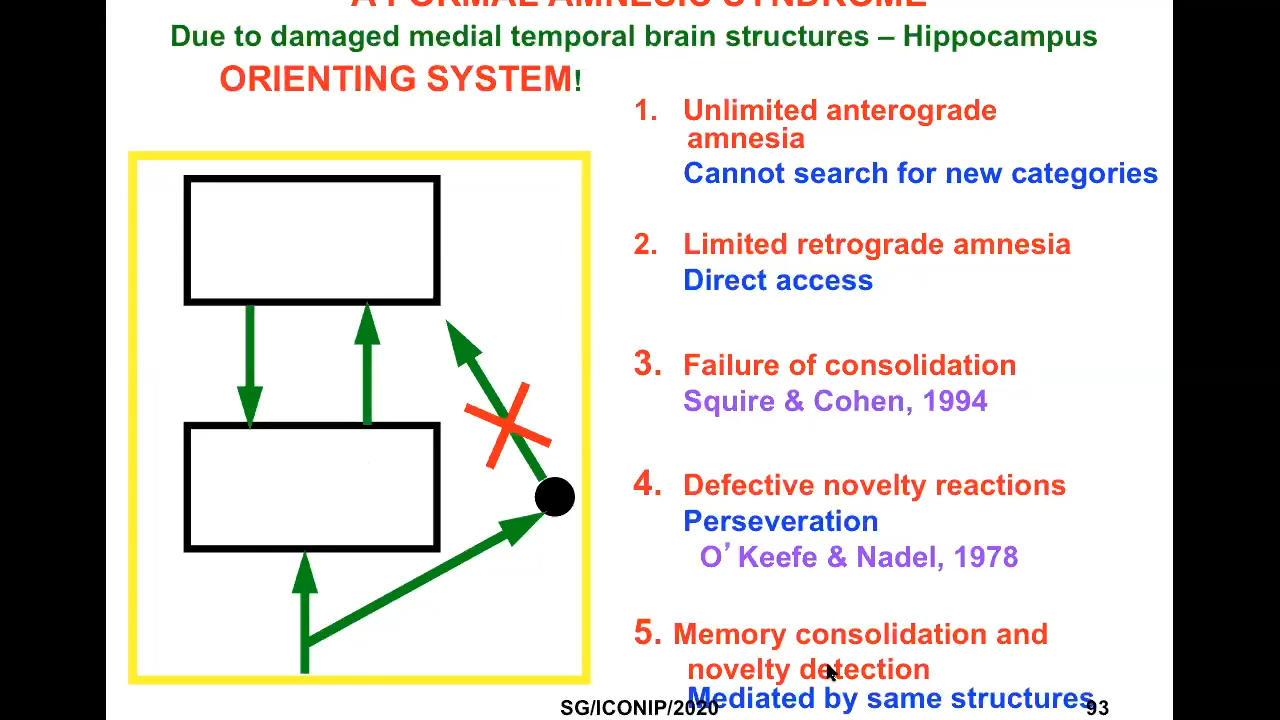 A FORMAL AMNESIC SYNDROME
Due to damaged medial temporal brain structures – Hippocampus
ORIENTING SYSTEM!
1. Unlimited anterograde
amnesia
Cannot search for new categories
2. Limited retrograde amnesia
Direct access
3. Failure of consolidation
Squire & Cohen, 1994
4. Defective novelty reactions
Perseveration
O’ Keefe & Nadel, 1978
5. Memory consolidation and
novelty detection
Mediated by same structures
SG/ICONIP/2020
93